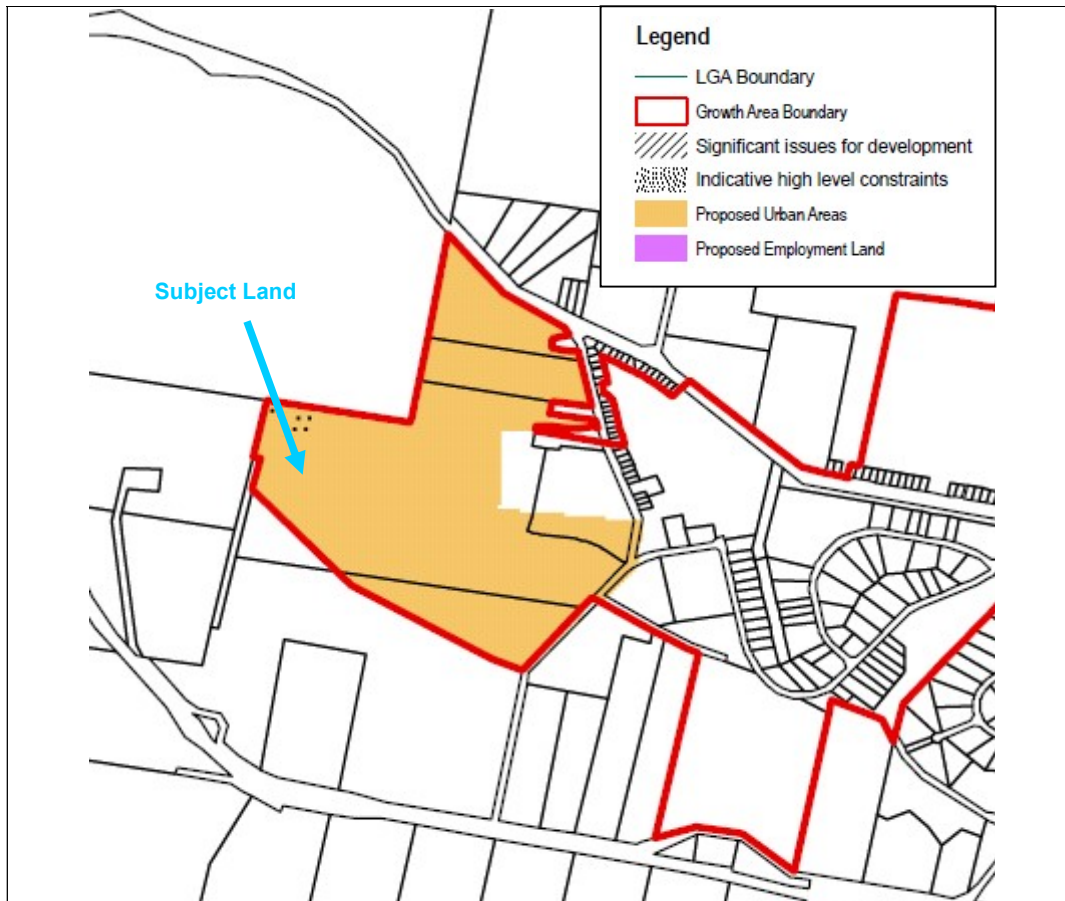 Legend
LGA Boundary
Growth Area Boundary
Significant issues for development
Indicative high level constraints
Proposed Urban Areas
Proposed Employment Land
Subject Land